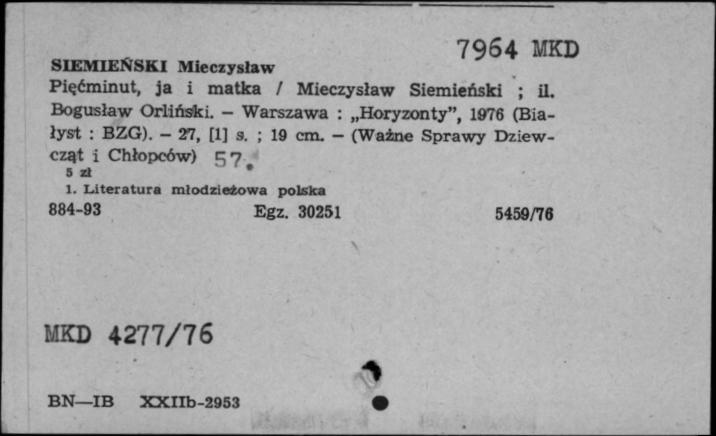 7964 MKD
SIEMIEŃSKI Mieczysław
Pięćminut, ja i matka / Mieczysław Siemieński ; il.
Bogusław Orliński. — Warszawa : „Horyzonty”, 1976 (Bia-
łyst : BZG). — 27, [1] s. ; 19 cm. — (Ważne Sprawy Dziew-
cząt i Chłopców) 57.
5 zł
1. Literatura młodzieżowa polska
884-93 Egz. 30251 5459/76
MKD 4277/76
BN—IB XXIIb-2953